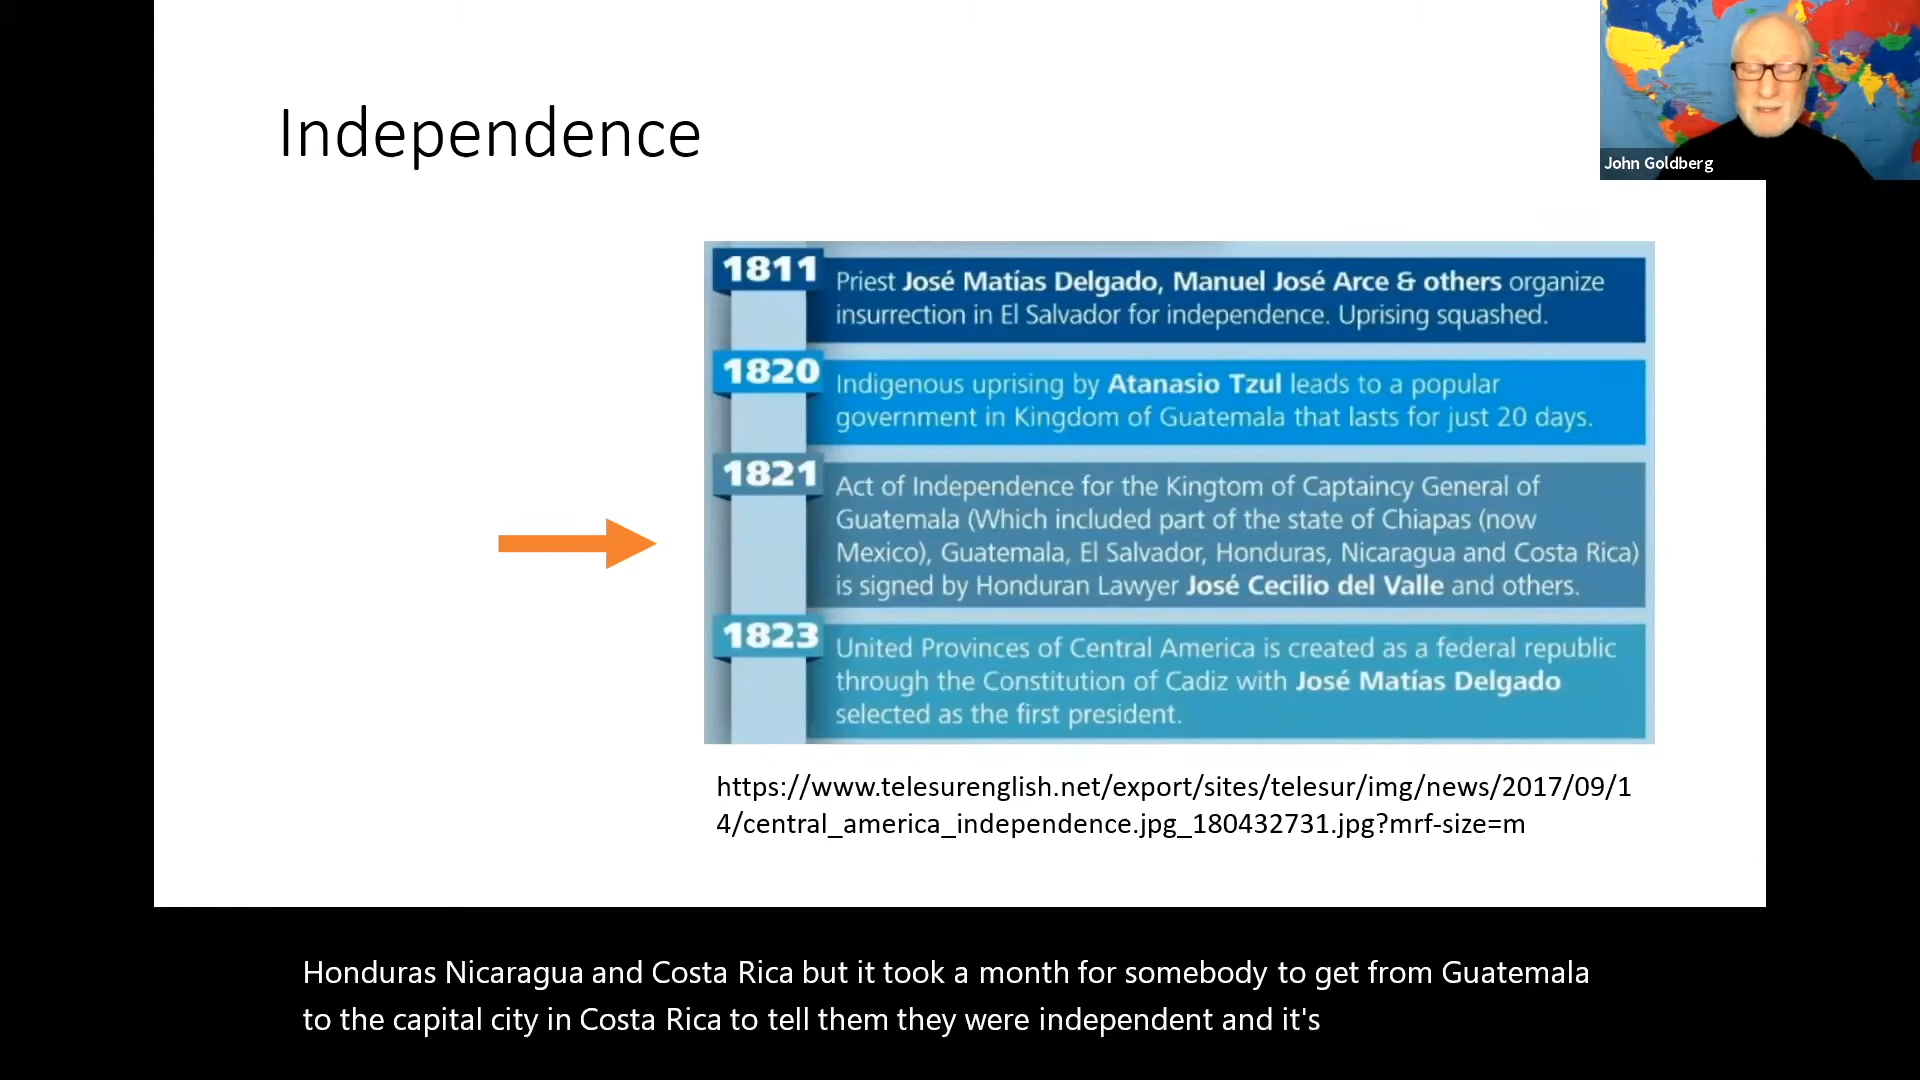 Independence
John Goldberg
1811
Priest José Matías Delgado, Manuel José Arce & others organize
insurrection in El Salvador for independence. Uprising squashed.
1820
Indigenous uprising by Atanasio Tzul leads to a popular
government in Kingdom of Guatemala that lasts for just 20 days.
1821
Act of Independence for the Kingtom of Captaincy General of
Guatemala (Which included part of the state of Chiapas (now
Mexico), Guatemala, El Salvador, Honduras, Nicaragua and Costa Rica)
is signed by Honduran Lawyer José Cecilio del Valle and others.
1823
United Provinces of Central America is created as a federal republic
through the Constitution of Cadiz with José Matías Delgado
selected as the first president.
https://www.telesurenglish.net/export/sites/telesur/img/news/2017/09/1
4/central_america_independence.jpg_180432731.jpg?mrf-size=m
Honduras Nicaragua and Costa Rica but it took a month for somebody to get from Guatemala
to the capital city in Costa Rica to tell them they were independent and it's